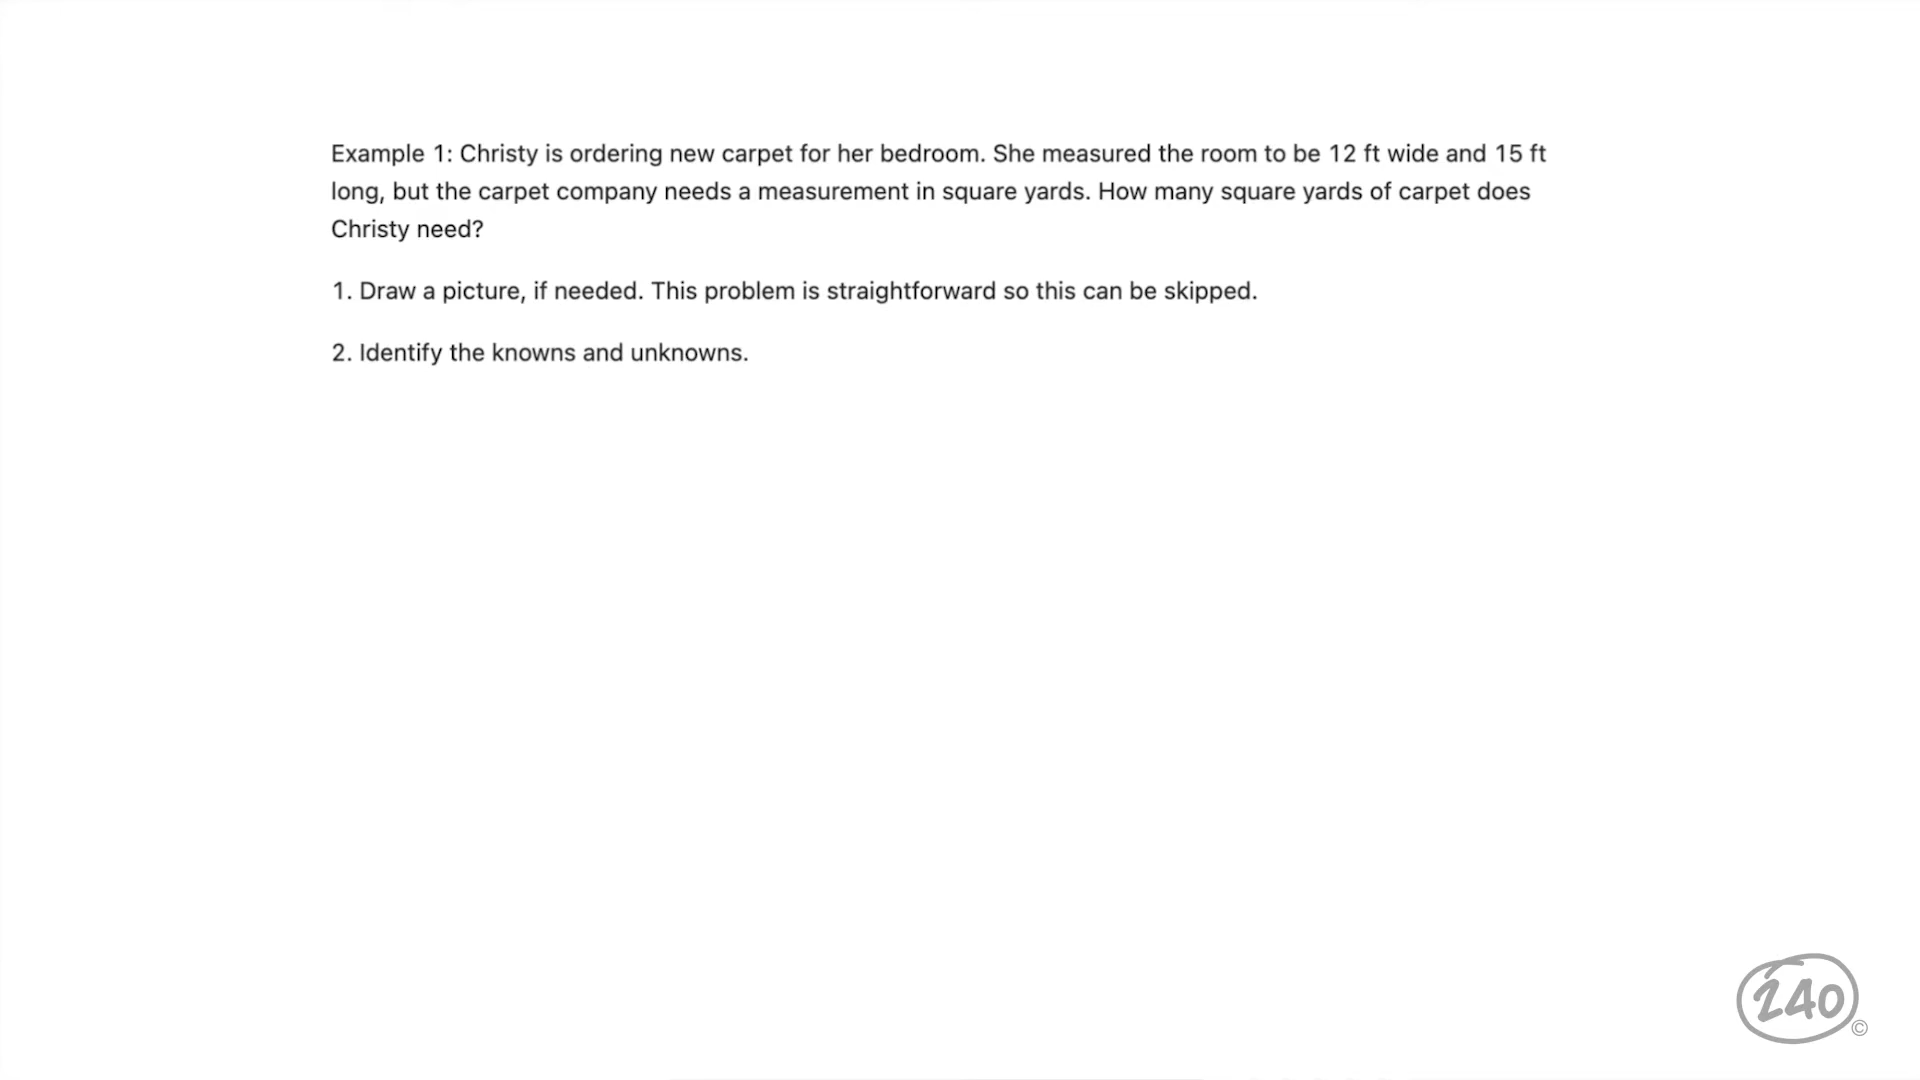 Example 1: Christy is ordering new carpet for her bedroom. She measured the room to be 12 ft wide and 15 ft
long, but the carpet company needs a measurement in square yards. How many square yards of carpet does
Christy need?
1. Draw a picture, if needed. This problem is straightforward so this can be skipped.
2. Identify the knowns and unknowns.
240
©